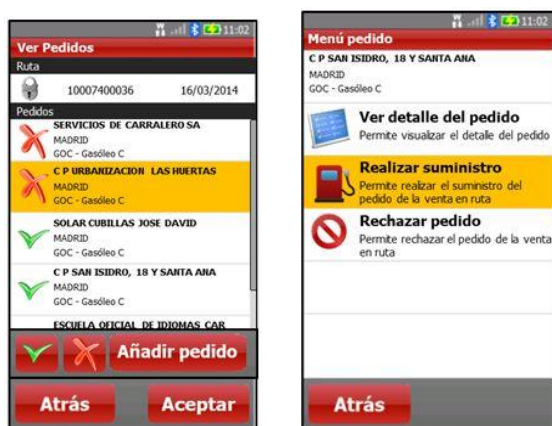 11:02
Ver Pedidos
Ruta
10007400036 16/03/2014
Pedidos
SERVICIOS DE CARRALERO SA
MADRID
GOC - Gasóleo C
C P URBANIZACION LAS HUERTAS
MADRID
GOC - Gasóleo C
SOLAR CUBILLAS JOSE DAVID
MADRID
GOC - Gasóleo C
C P SAN ISIDRO, 18 Y SANTA ANA
MADRID
GOC - Gasóleo C
ESCUELA OFICIAL DE IDIOMAS CAR
Añadir pedido
Atrás Aceptar
11:02
Menú pedido
C P SAN ISIDRO, 18 Y SANTA ANA
MADRID
GOC - Gasóleo C
Ver detalle del pedido
Permite visualizar el detalle del pedido
Realizar suministro
Permite realizar el suministro del
pedido de la venta en ruta
Rechazar pedido
Permite rechazar el pedido de la venta
en ruta
Atrás